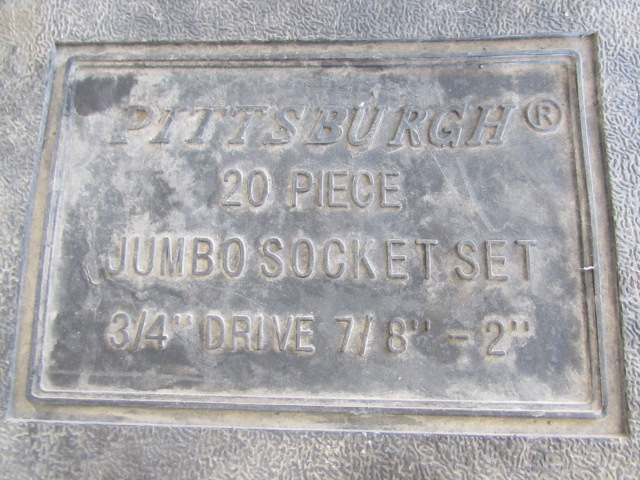 PITTSBURGH®
20 PIECE
JUMBO SOCKET SET
3/4" DRIVE 7/8" - 2"